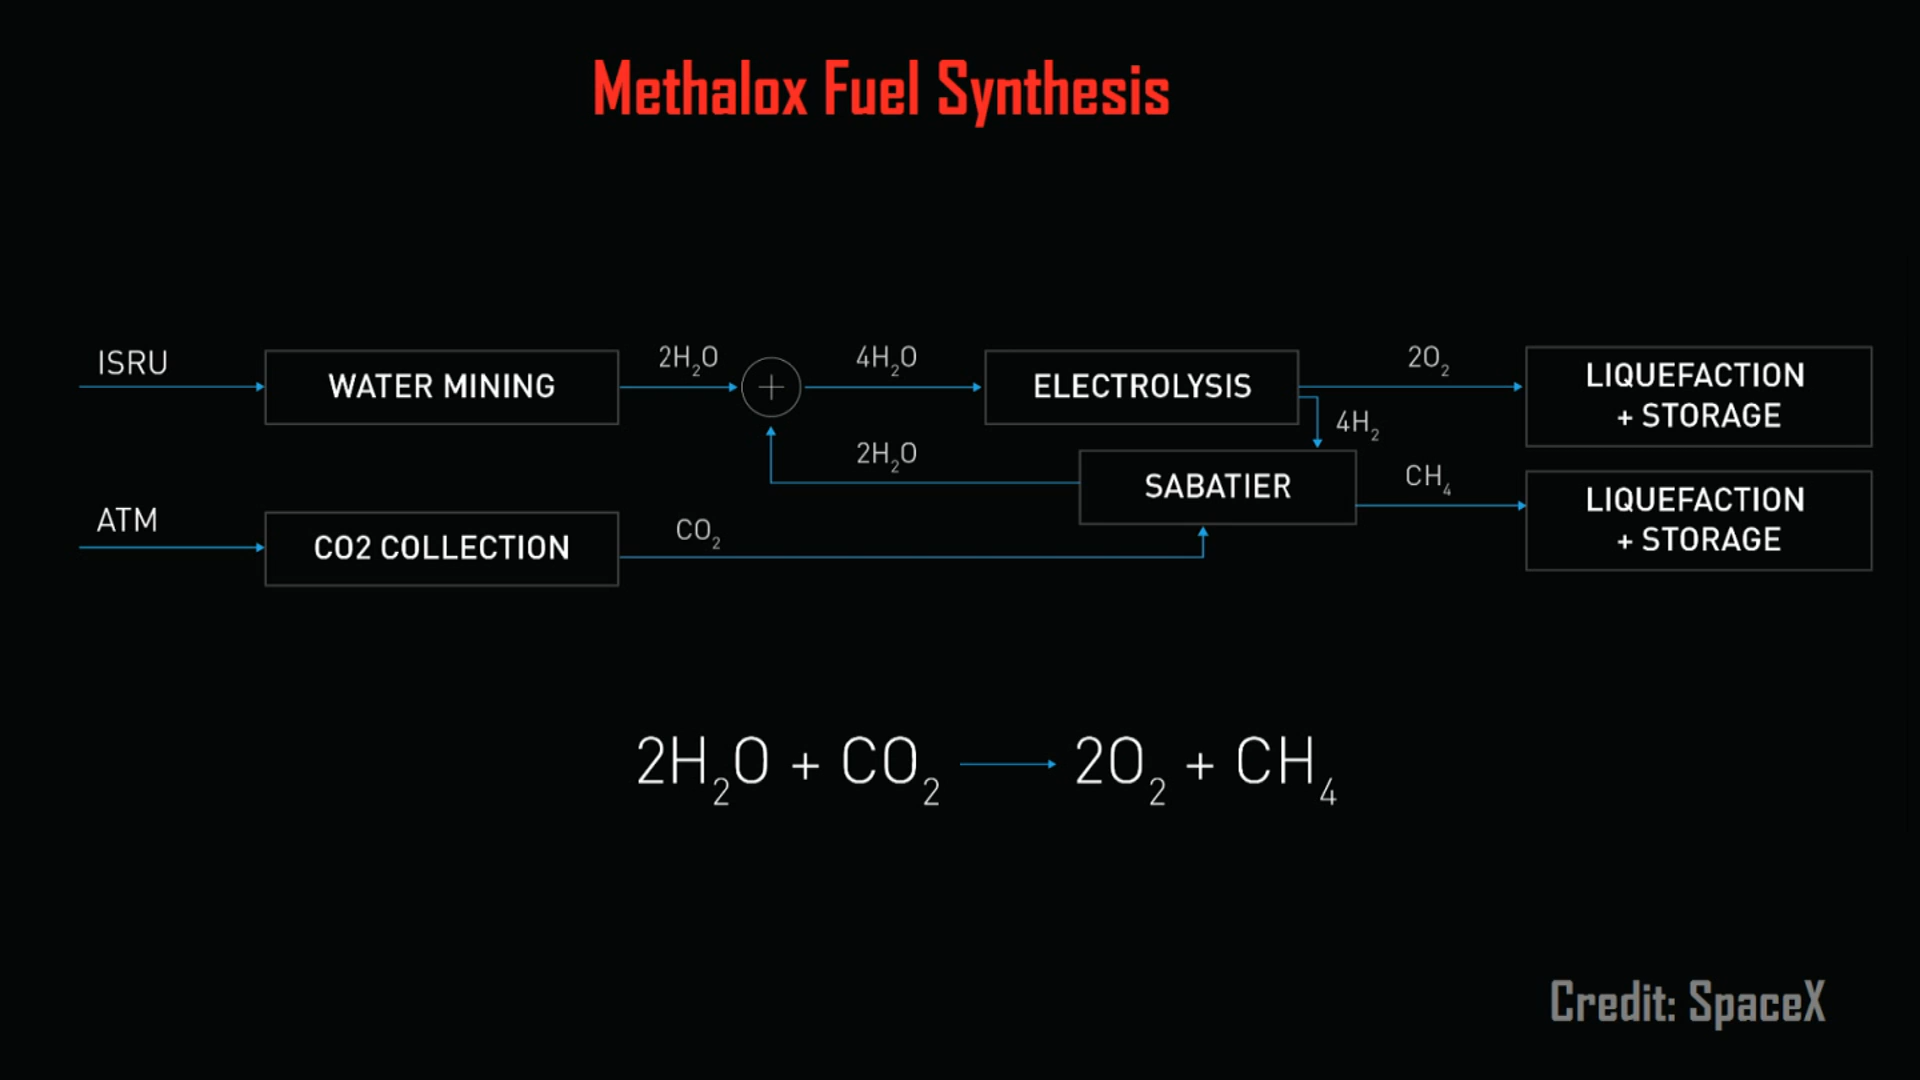 Methalox Fuel Synthesis
ISRU
WATER MINING
2H₂O
+
4H₂O
ELECTROLYSIS
2O₂
LIQUEFACTION
+ STORAGE
4H₂
2H₂O
SABATIER
CH₄
LIQUEFACTION
+ STORAGE
ATM
CO2 COLLECTION
CO₂
2H₂O + CO₂ → 2O₂ + CH₄
Credit: SpaceX